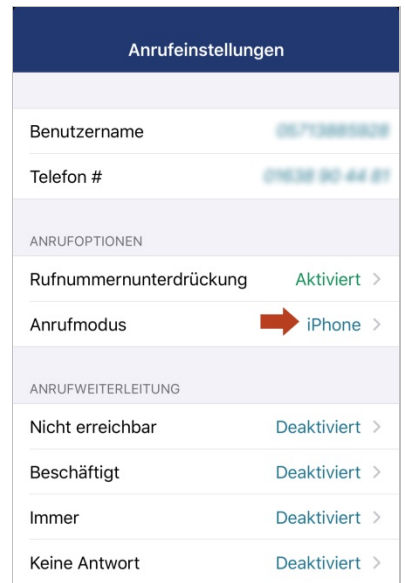 Anrufeinstellungen
Benutzername
Telefon #
ANRUFOPTIONEN
Rufnummernunterdrückung Aktiviert
Anrufmodus iPhone
ANRUFWEITERLEITUNG
Nicht erreichbar Deaktiviert
Beschäftigt Deaktiviert
Immer Deaktiviert
Keine Antwort Deaktiviert